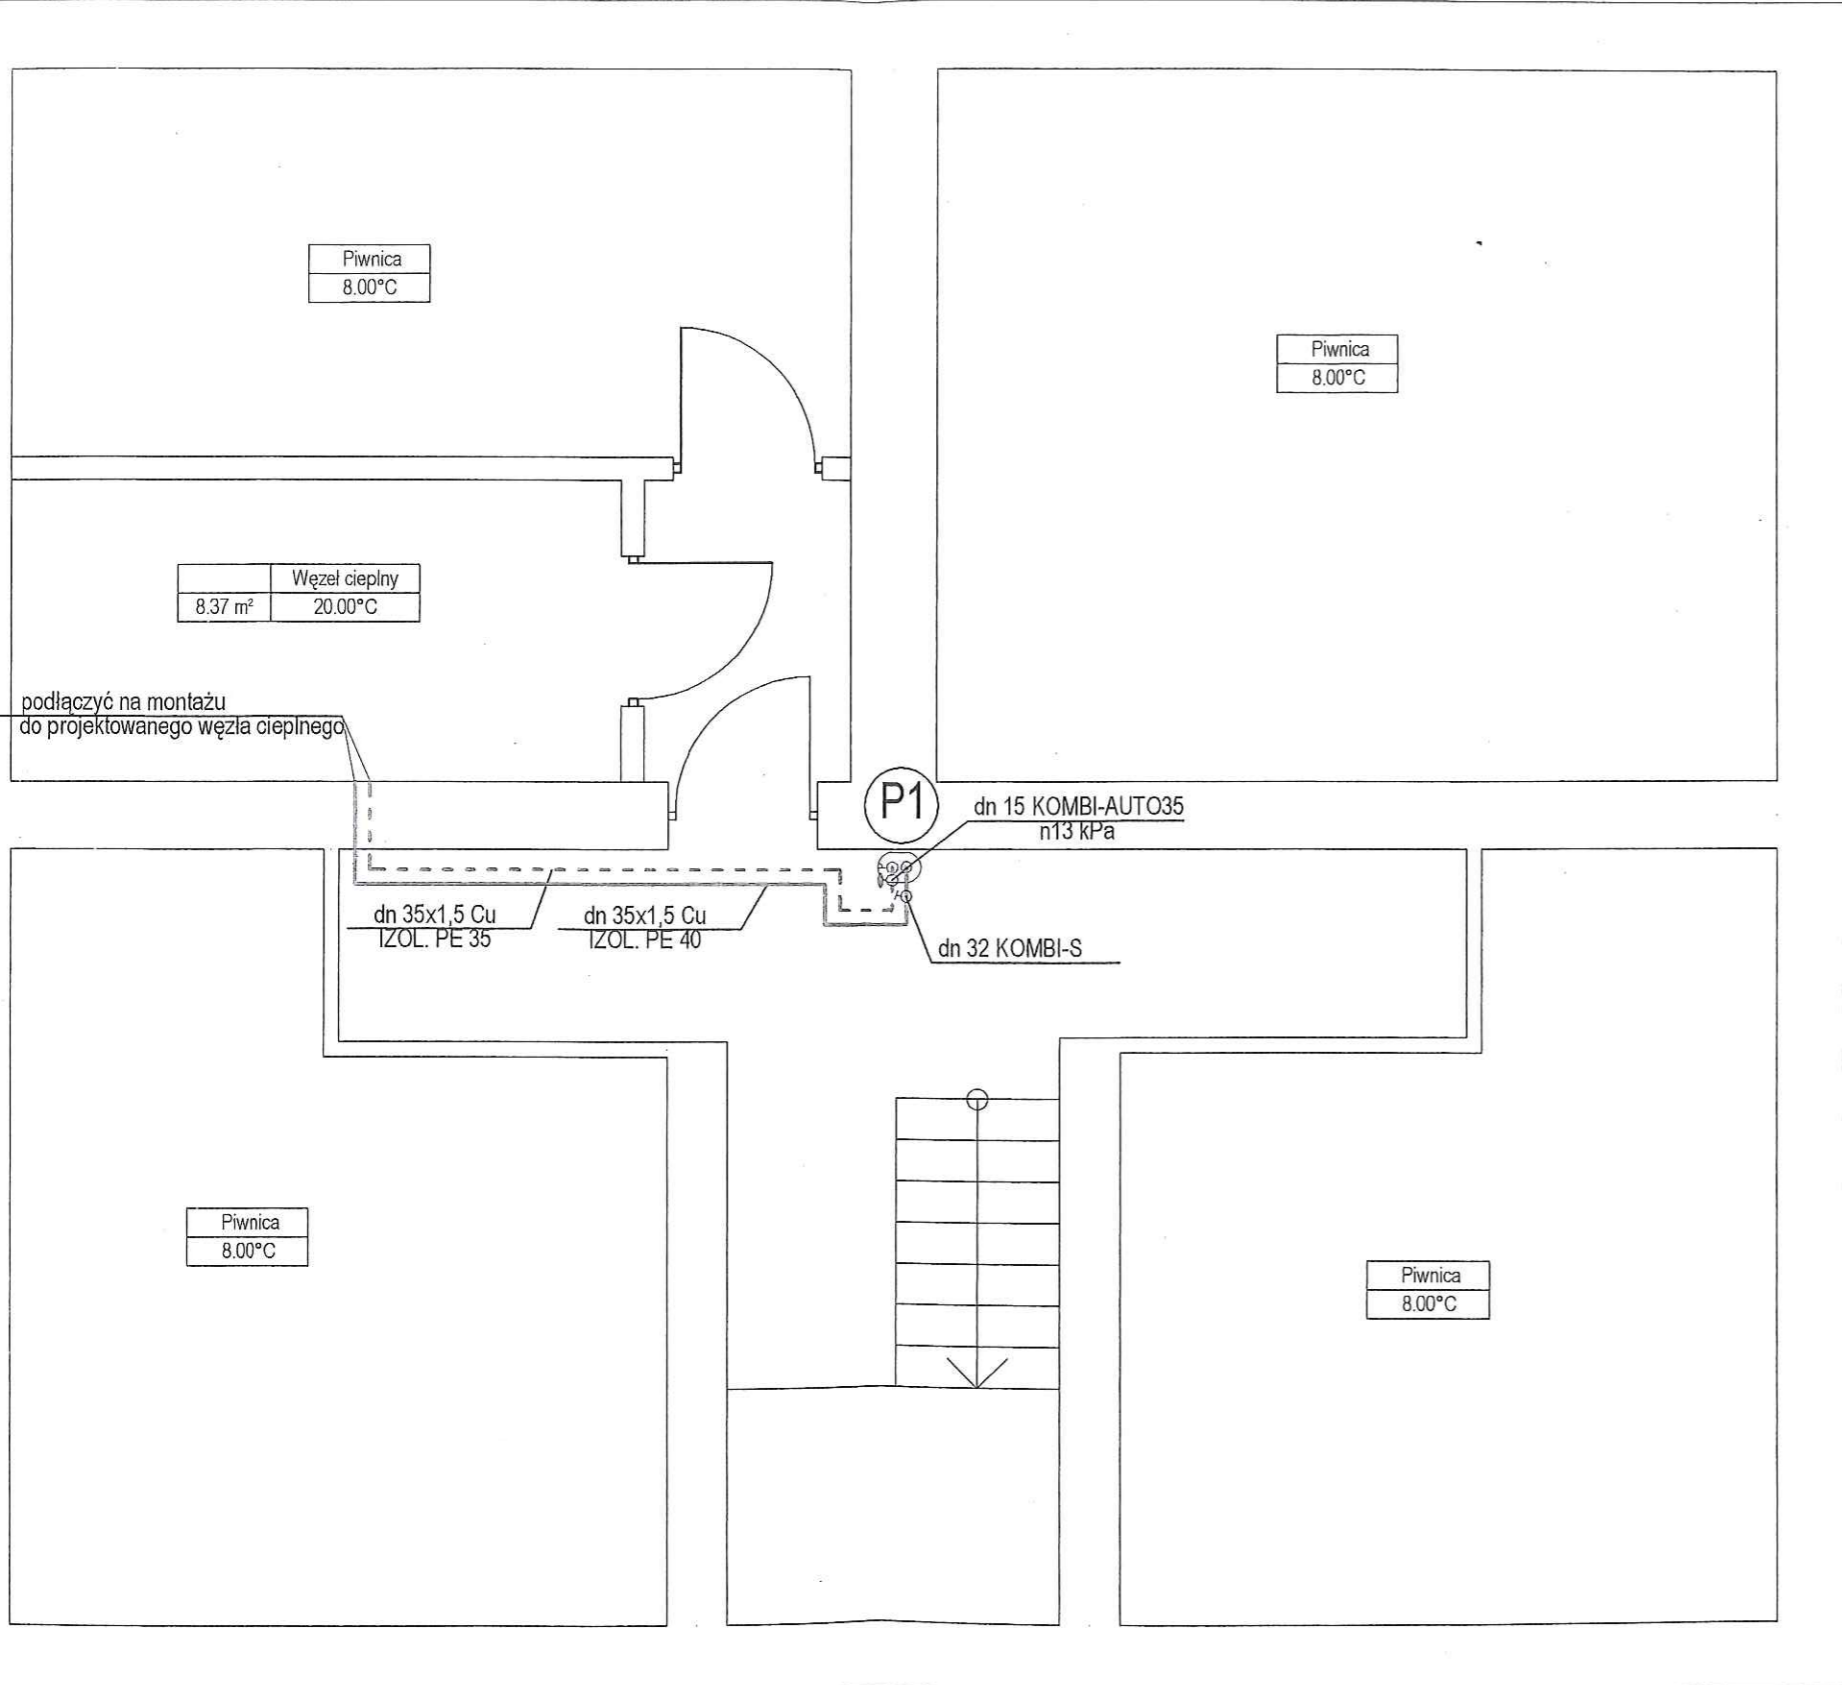 Piwnica
8.00°C
Piwnica
8.00°C
Węzeł cieplny
8.37 m² 20.00°C
podłączyć na montażu
do projektowanego węzła cieplnego
P1
dn 15 KOMBI-AUTO35
n13 kPa
dn 35x1,5 Cu
IZOL. PE 35
dn 35x1,5 Cu
IZOL. PE 40
dn 32 KOMBI-S
Piwnica
8.00°C
Piwnica
8.00°C